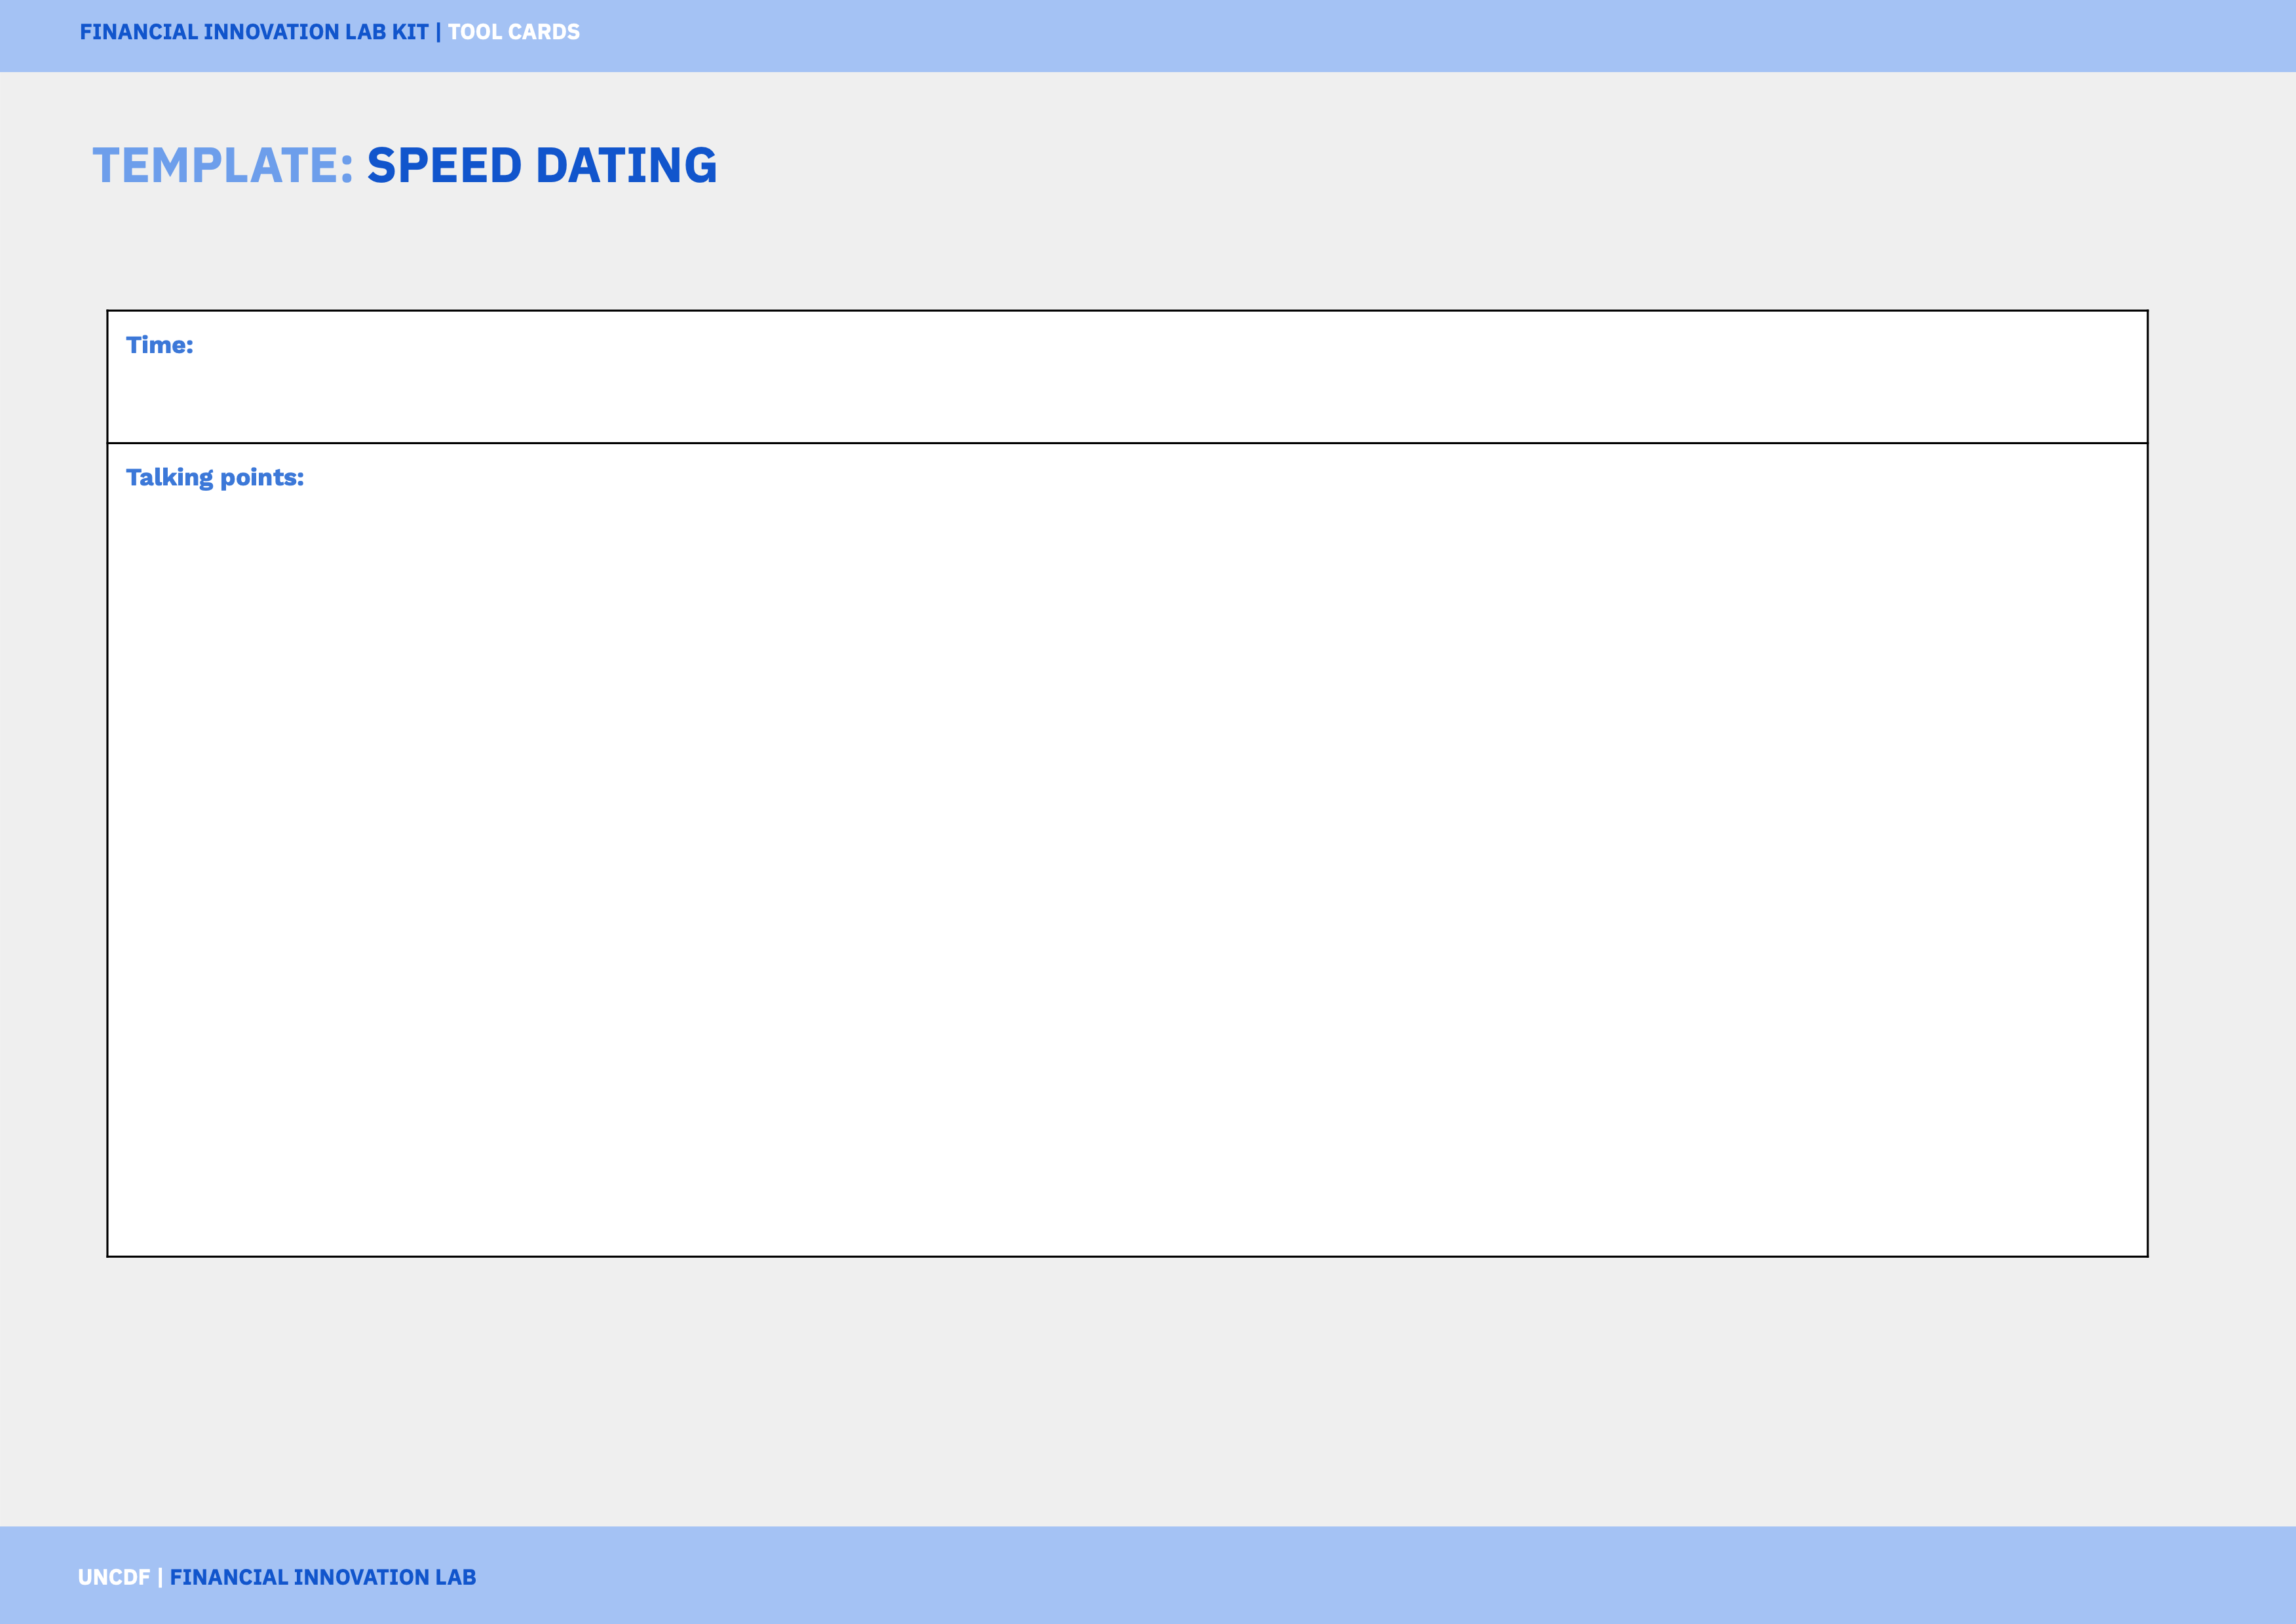 FINANCIAL INNOVATION LAB KIT | TOOL CARDS
TEMPLATE: SPEED DATING
Time:
Talking points:
UNCDF | FINANCIAL INNOVATION LAB